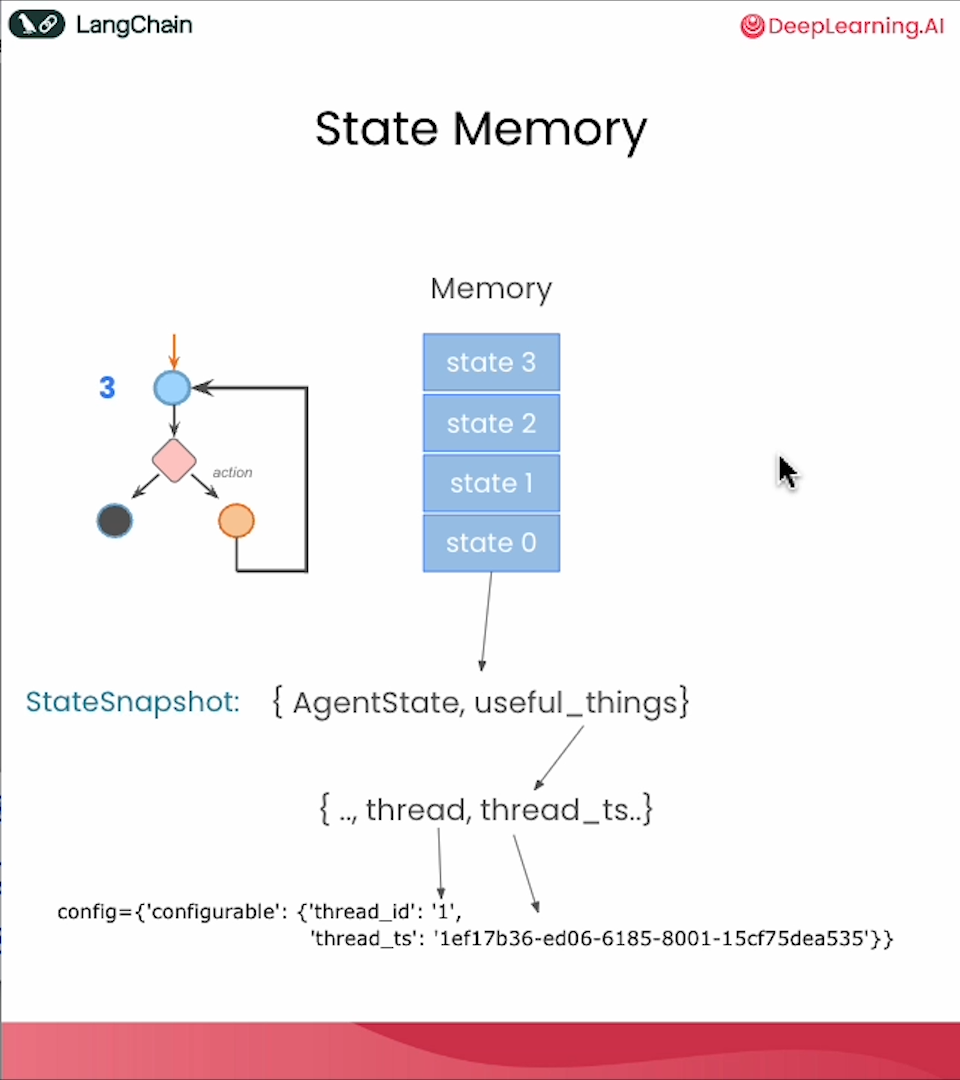 LangChain
DeepLearning.AI
State Memory
Memory
state 3
3
state 2
action
state 1
state 0
StateSnapshot: { AgentState, useful_things}
{ .., thread, thread_ts..}
config={'configurable': {'thread_id': '1',
'thread_ts': '1ef17b36-ed06-6185-8001-15cf75dea535'}}